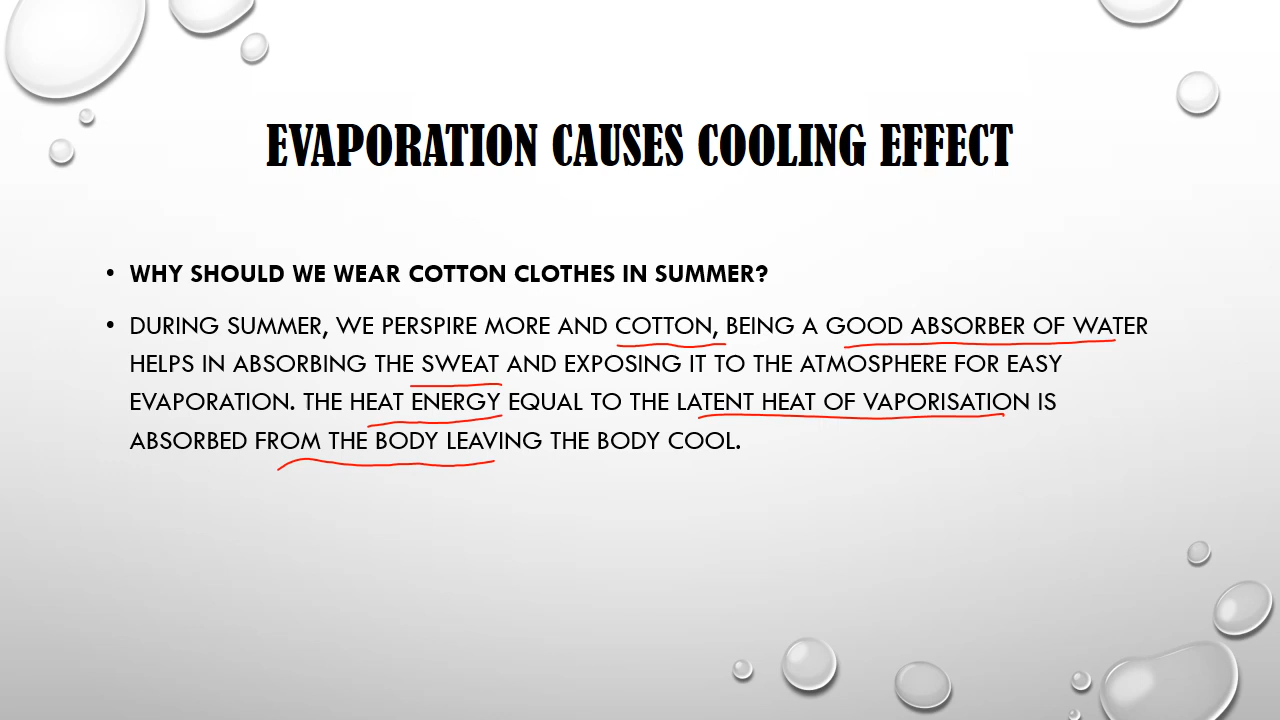 EVAPORATION CAUSES COOLING EFFECT
• WHY SHOULD WE WEAR COTTON CLOTHES IN SUMMER?
• DURING SUMMER, WE PERSPIRE MORE AND COTTON, BEING A GOOD ABSORBER OF WATER
HELPS IN ABSORBING THE SWEAT AND EXPOSING IT TO THE ATMOSPHERE FOR EASY
EVAPORATION. THE HEAT ENERGY EQUAL TO THE LATENT HEAT OF VAPORISATION IS
ABSORBED FROM THE BODY LEAVING THE BODY COOL.